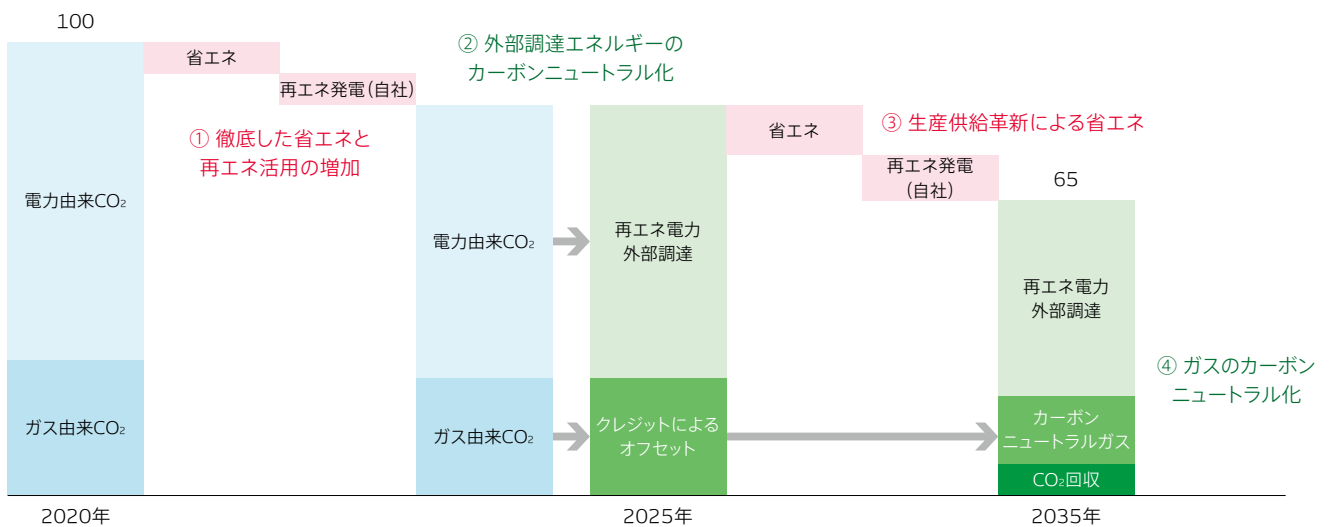 100
省エネ
再エネ発電(自社)
① 徹底した省エネと
再エネ活用の増加
② 外部調達エネルギーの
カーボンニュートラル化
電力由来CO₂
ガス由来CO₂
電力由来CO₂
ガス由来CO₂
再エネ電力
外部調達
クレジットによる
オフセット
省エネ
再エネ発電
(自社)
③ 生産供給革新による省エネ
65
再エネ電力
外部調達
カーボン
ニュートラルガス
CO₂回収
④ ガスのカーボン
ニュートラル化
2020年
2025年
2035年